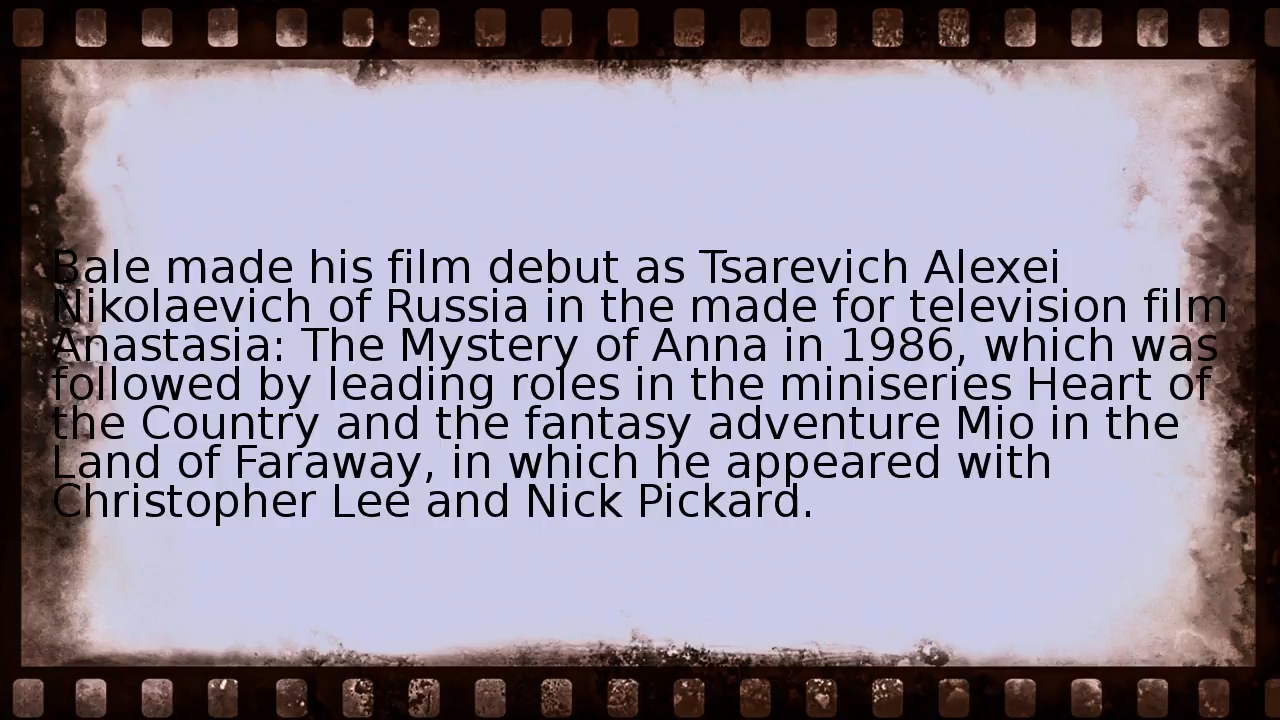 Bale made his film debut as Tsarevich Alexei
Nikolaevich of Russia in the made for television film
Anastasia: The Mystery of Anna in 1986, which was
followed by leading roles in the miniseries Heart of
the Country and the fantasy adventure Mio in the
Land of Faraway, in which he appeared with
Christopher Lee and Nick Pickard.